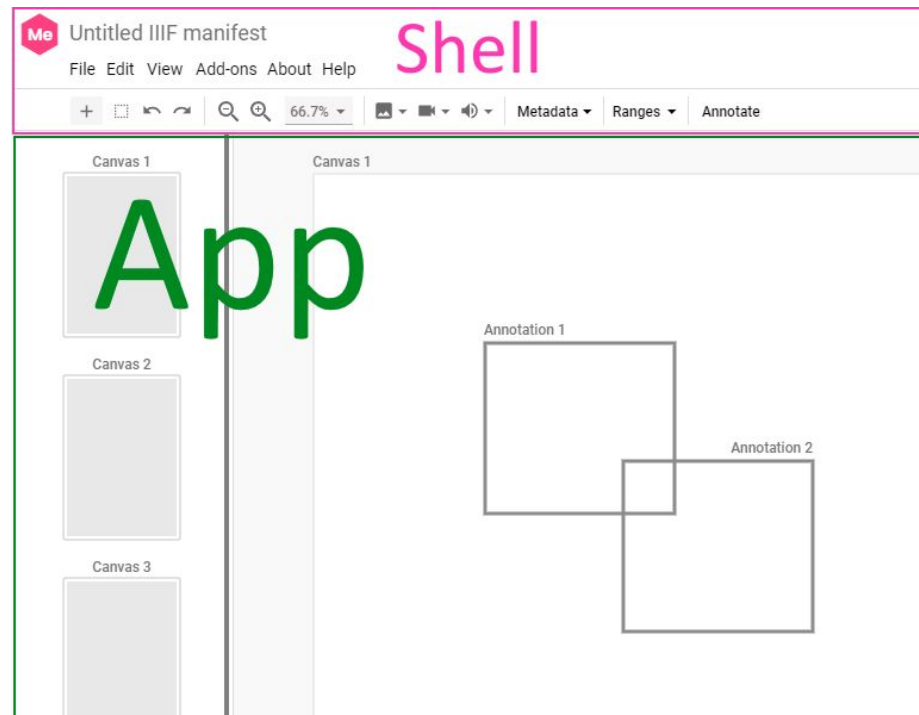 Me Untitled IIIF manifest
Shell
File Edit View Add-ons About Help
66.7% Metadata Ranges Annotate
Canvas 1
App
Canvas 2
Canvas 3
Canvas 1
Annotation 1
Annotation 2